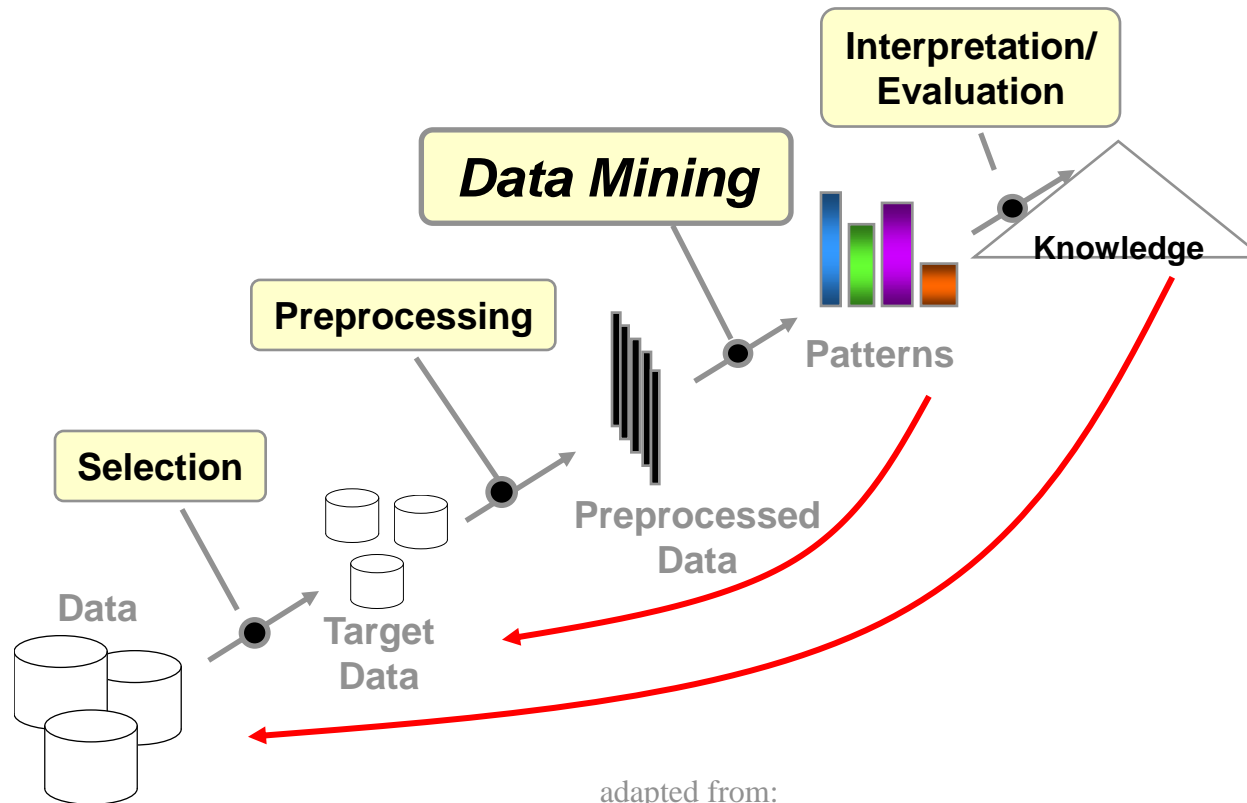 Interpretation/
Evaluation
Data Mining
Knowledge
Preprocessing
Patterns
Selection
Preprocessed
Data
Data
Target
Data
adapted from: